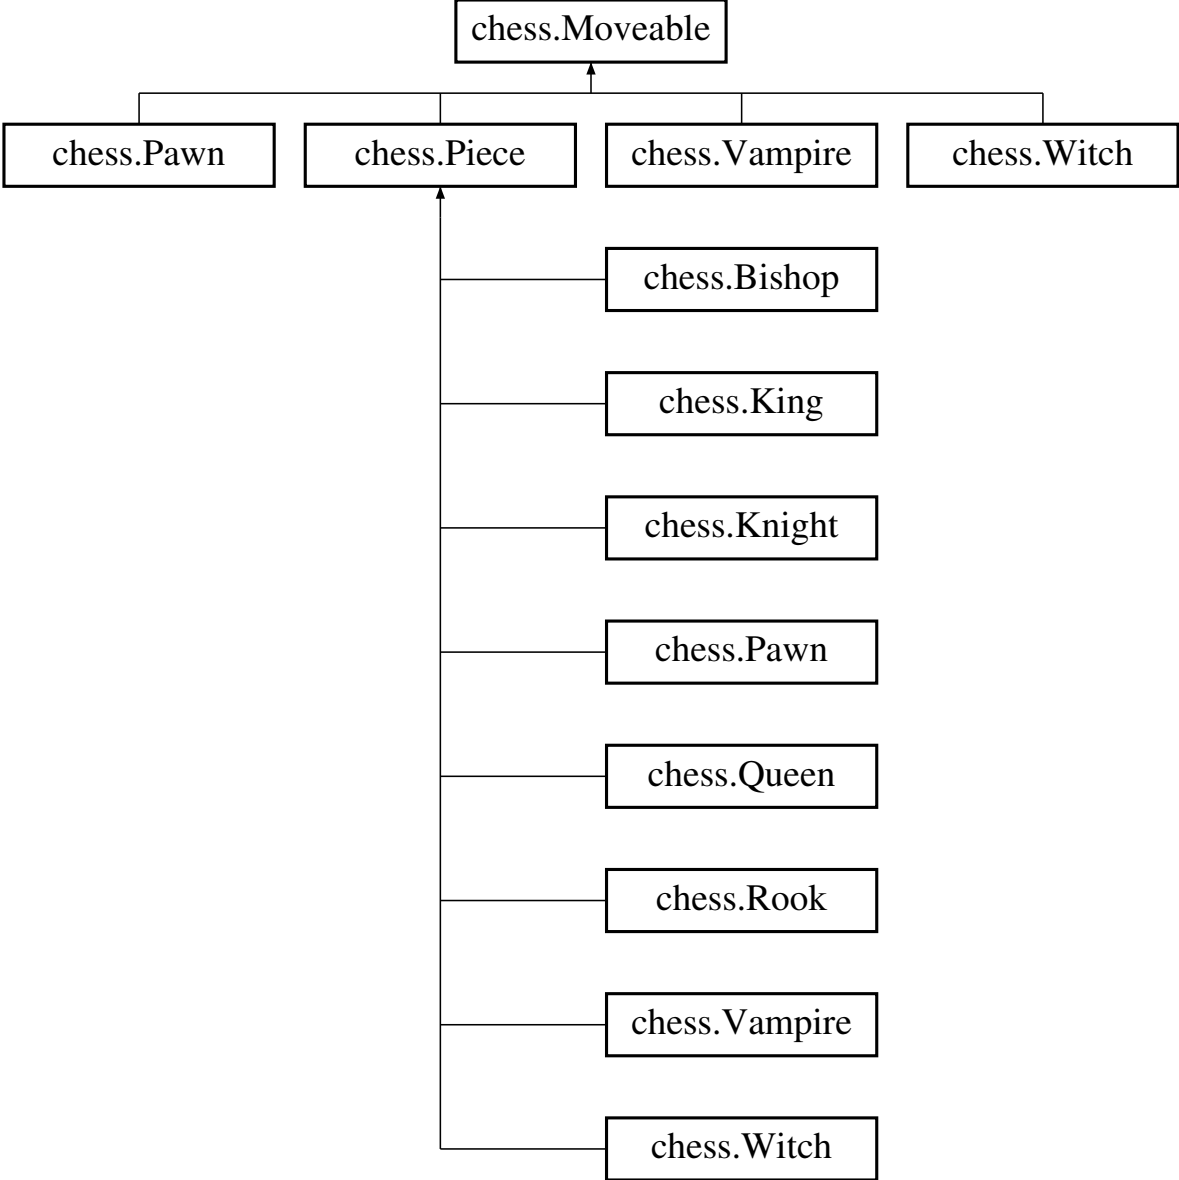 chess.Moveable
chess.Pawn
chess.Piece
chess.Vampire
chess.Witch
chess.Bishop
chess.King
chess.Knight
chess.Pawn
chess.Queen
chess.Rook
chess.Vampire
chess.Witch